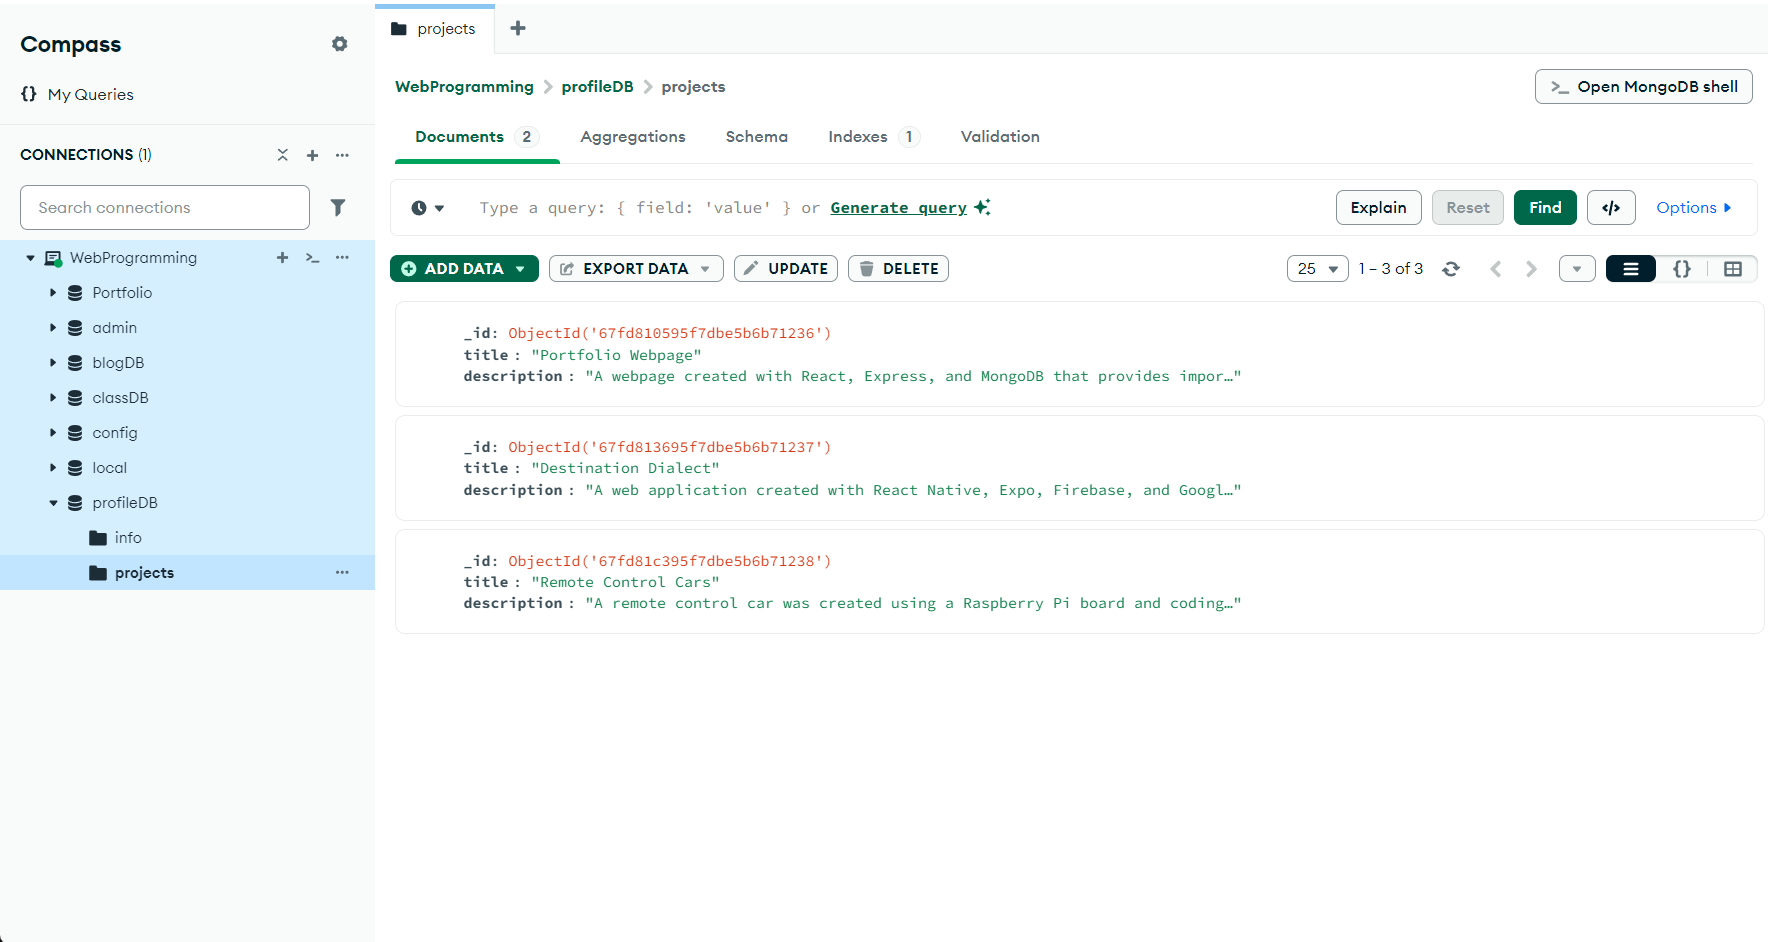 Compass
My Queries
CONNECTIONS (1)
Search connections
WebProgramming
Portfolio
admin
blogDB
classDB
config
local
profileDB
info
projects
projects
WebProgramming profileDB projects
Open MongoDB shell
Documents 2 Aggregations Schema Indexes 1 Validation
Type a query: { field: 'value' } or Generate query
Explain Reset Find </> Options
ADD DATA EXPORT DATA UPDATE DELETE
25 1 – 3 of 3
_id: ObjectId('67fd810595f7dbe5b6b71236')
title : "Portfolio Webpage"
description : "A webpage created with React, Express, and MongoDB that provides impor…"
_id: ObjectId('67fd813695f7dbe5b6b71237')
title : "Destination Dialect"
description : "A web application created with React Native, Expo, Firebase, and Googl…"
_id: ObjectId('67fd81c395f7dbe5b6b71238')
title : "Remote Control Cars"
description : "A remote control car was created using a Raspberry Pi board and coding…"